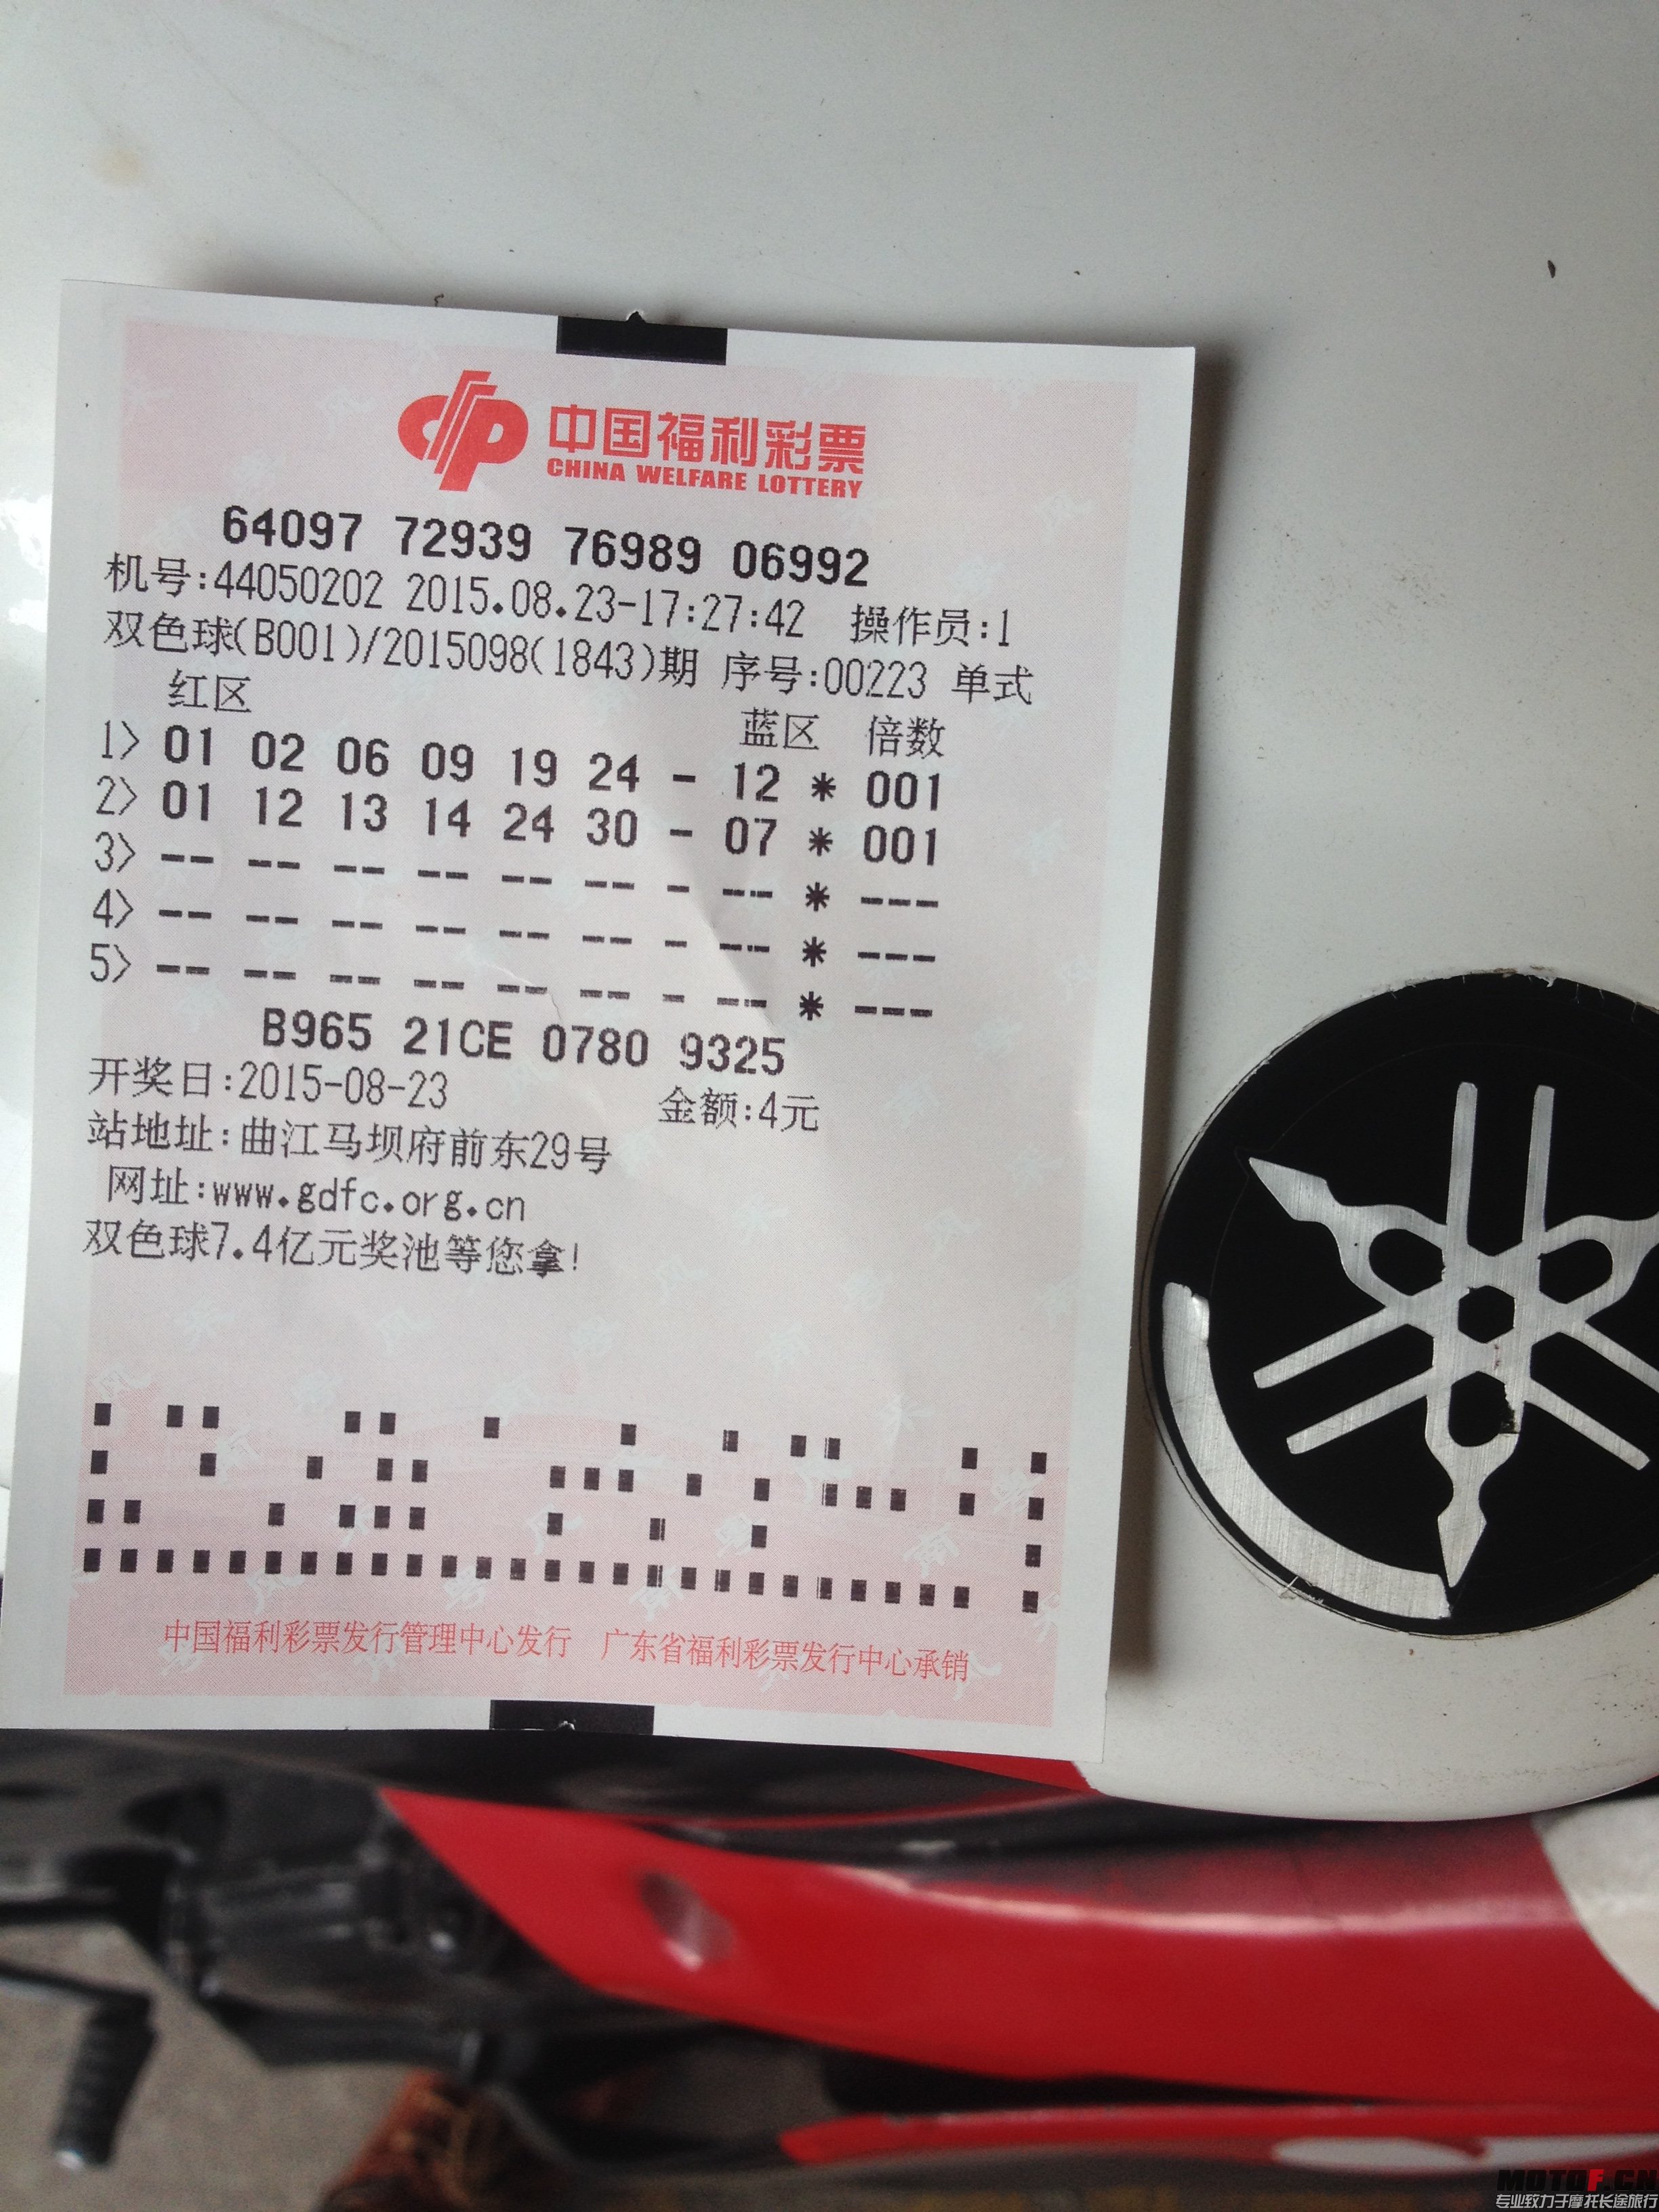 中国福利彩票
CHINA WELFARE LOTTERY
64097 72939 76989 06992
机号:44050202 2015.08.23-17:27:42 操作员:1
双色球(B001)/2015098(1843)期 序号:00223 单式
红区 蓝区 倍数
1> 01 02 06 09 19 24 - 12 * 001
2> 01 12 13 14 24 30 - 07 * 001
3> -- -- -- -- -- -- - -- * ---
4> -- -- -- -- -- -- - -- * ---
5> -- -- -- -- -- -- - -- * ---
B965 21CE 0780 9325
开奖日:2015-08-23 金额:4元
站地址:曲江马坝府前东29号
网址:www.gdfc.org.cn
双色球7.4亿元奖池等您拿!
中国福利彩票发行管理中心发行 广东省福利彩票发行中心承销
MOTOF.CN
专业致力于摩托长途旅行